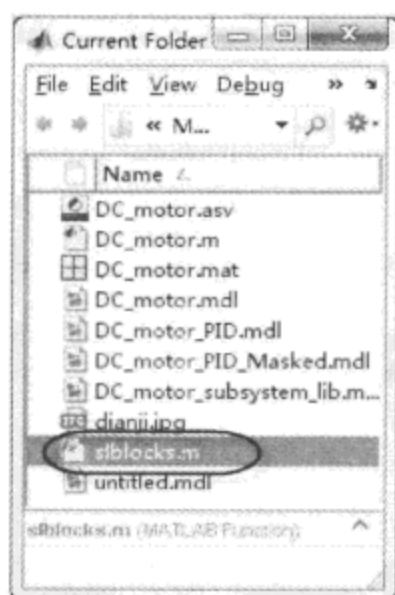 Current Folder
File Edit View Debug »
« M...
Name
DC_motor.asv
DC_motor.m
DC_motor.mat
DC_motor.mdl
DC_motor_PID.mdl
DC_motor_PID_Masked.mdl
DC_motor_subsystem_lib.m...
dianji.jpg
slblocks.m
untitled.mdl
slblocks.m (MATLAB Function)